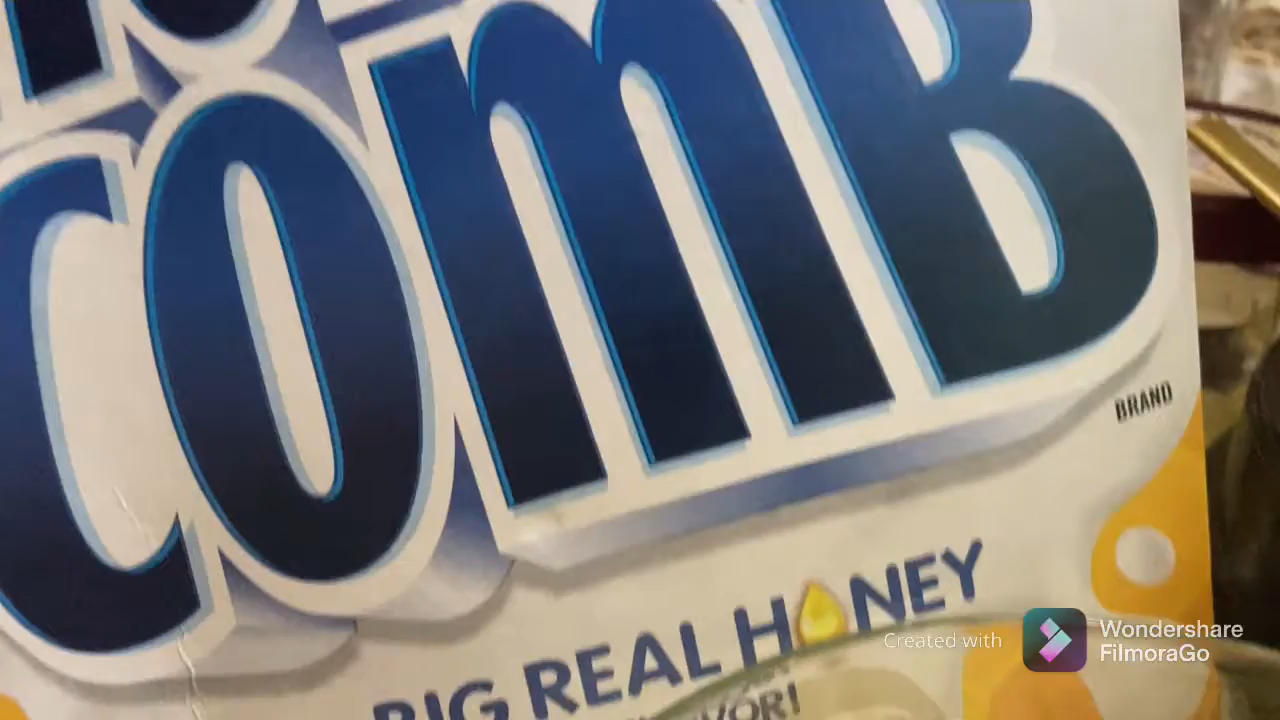 COMB
BRAND
BIG REAL HONEY
Created with
Wondershare
FilmoraGo